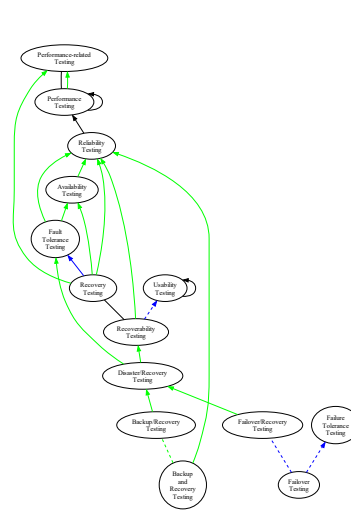 Performance-related
Testing
Performance
Testing
Reliability
Testing
Availability
Testing
Fault
Tolerance
Testing
Recovery
Testing
Usability
Testing
Recoverability
Testing
Disaster/Recovery
Testing
Backup/Recovery
Testing
Failover/Recovery
Testing
Failure
Tolerance
Testing
Backup
and
Recovery
Testing
Failover
Testing